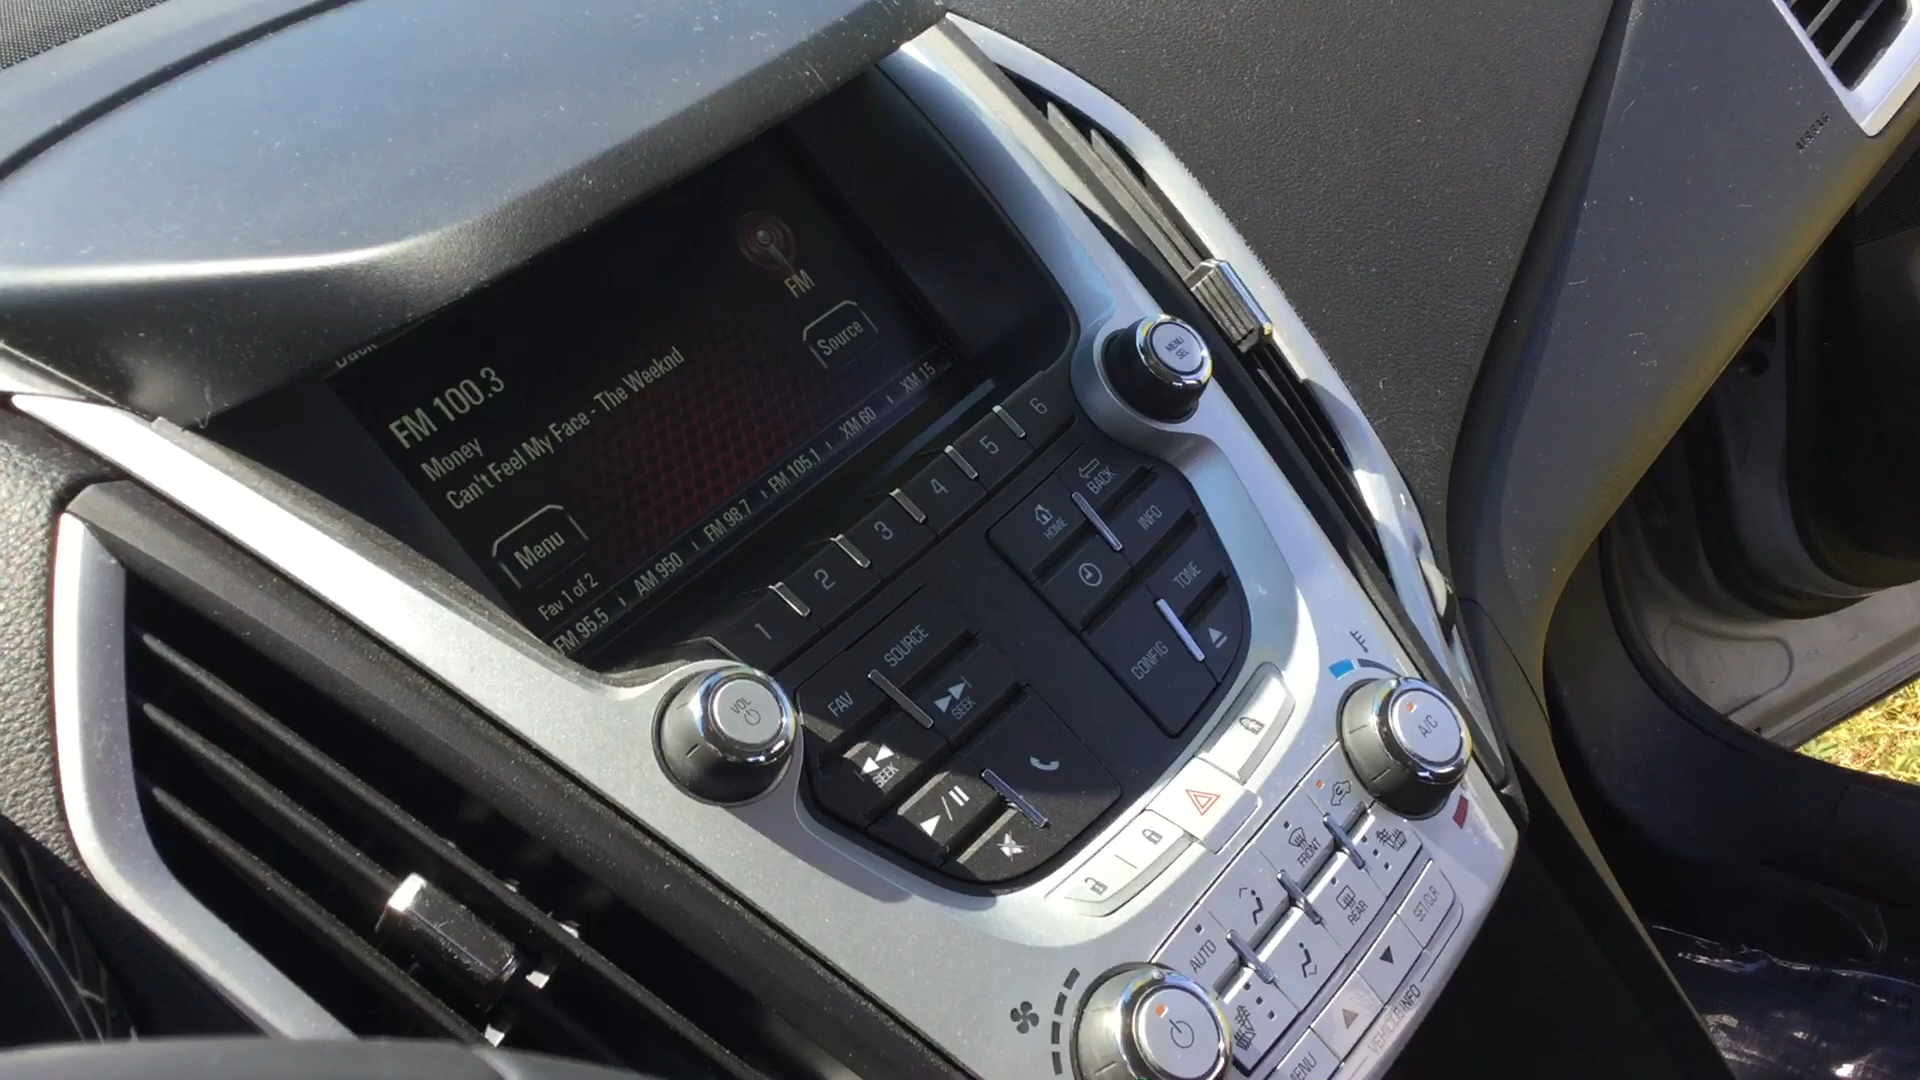 FM
Source
FM 100.3
Money
Can't Feel My Face - The Weeknd
Menu
Fav 1 of 2
FM 95.5 AM 950 FM 98.7 FM 105.1 XM 60 XM 15
1 2 3 4 5 6
MENU
SEL
VOL
FAV
SOURCE
SEEK
SEEK
HOME
BACK
INFO
TONE
CONFIG
A/C
AUTO
FRONT
REAR
SET/CLR
MENU
VEHICLE INFO
AIRBAG